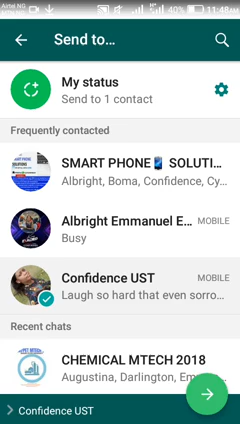 Airtel NG
40% 11:48AM
Send to...
My status
Send to 1 contact
Frequently contacted
SMART PHONE📱 SOLUTI...
Albright, Boma, Confidence, Cy...
Albright Emmanuel E... MOBILE
Busy
Confidence UST MOBILE
Laugh so hard that even sorro...
Recent chats
CHEMICAL MTECH 2018
Augustina, Darlington, Em
Confidence UST